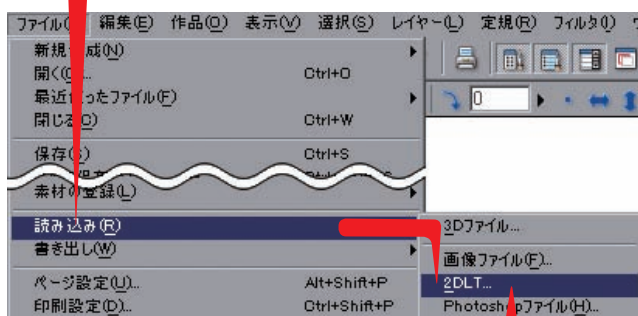 ファイル 編集(E) 作品(O) 表示(V) 選択(S) レイヤー(L) 定規(R) フィルタ(I)
新規 成(N)
開く( ... Ctrl+O
最近 ったファイル(F)
閉じる(C) Ctrl+W
0
保存(S) Ctrl+S
素材の登録(L)
読み込み(R)
3Dファイル...
書き出し(W)
画像ファイル(F)...
ページ設定(U)... Alt+Shift+P
2DLT...
印刷設定(D)... Ctrl+Shift+P
Photoshopファイル(H)...